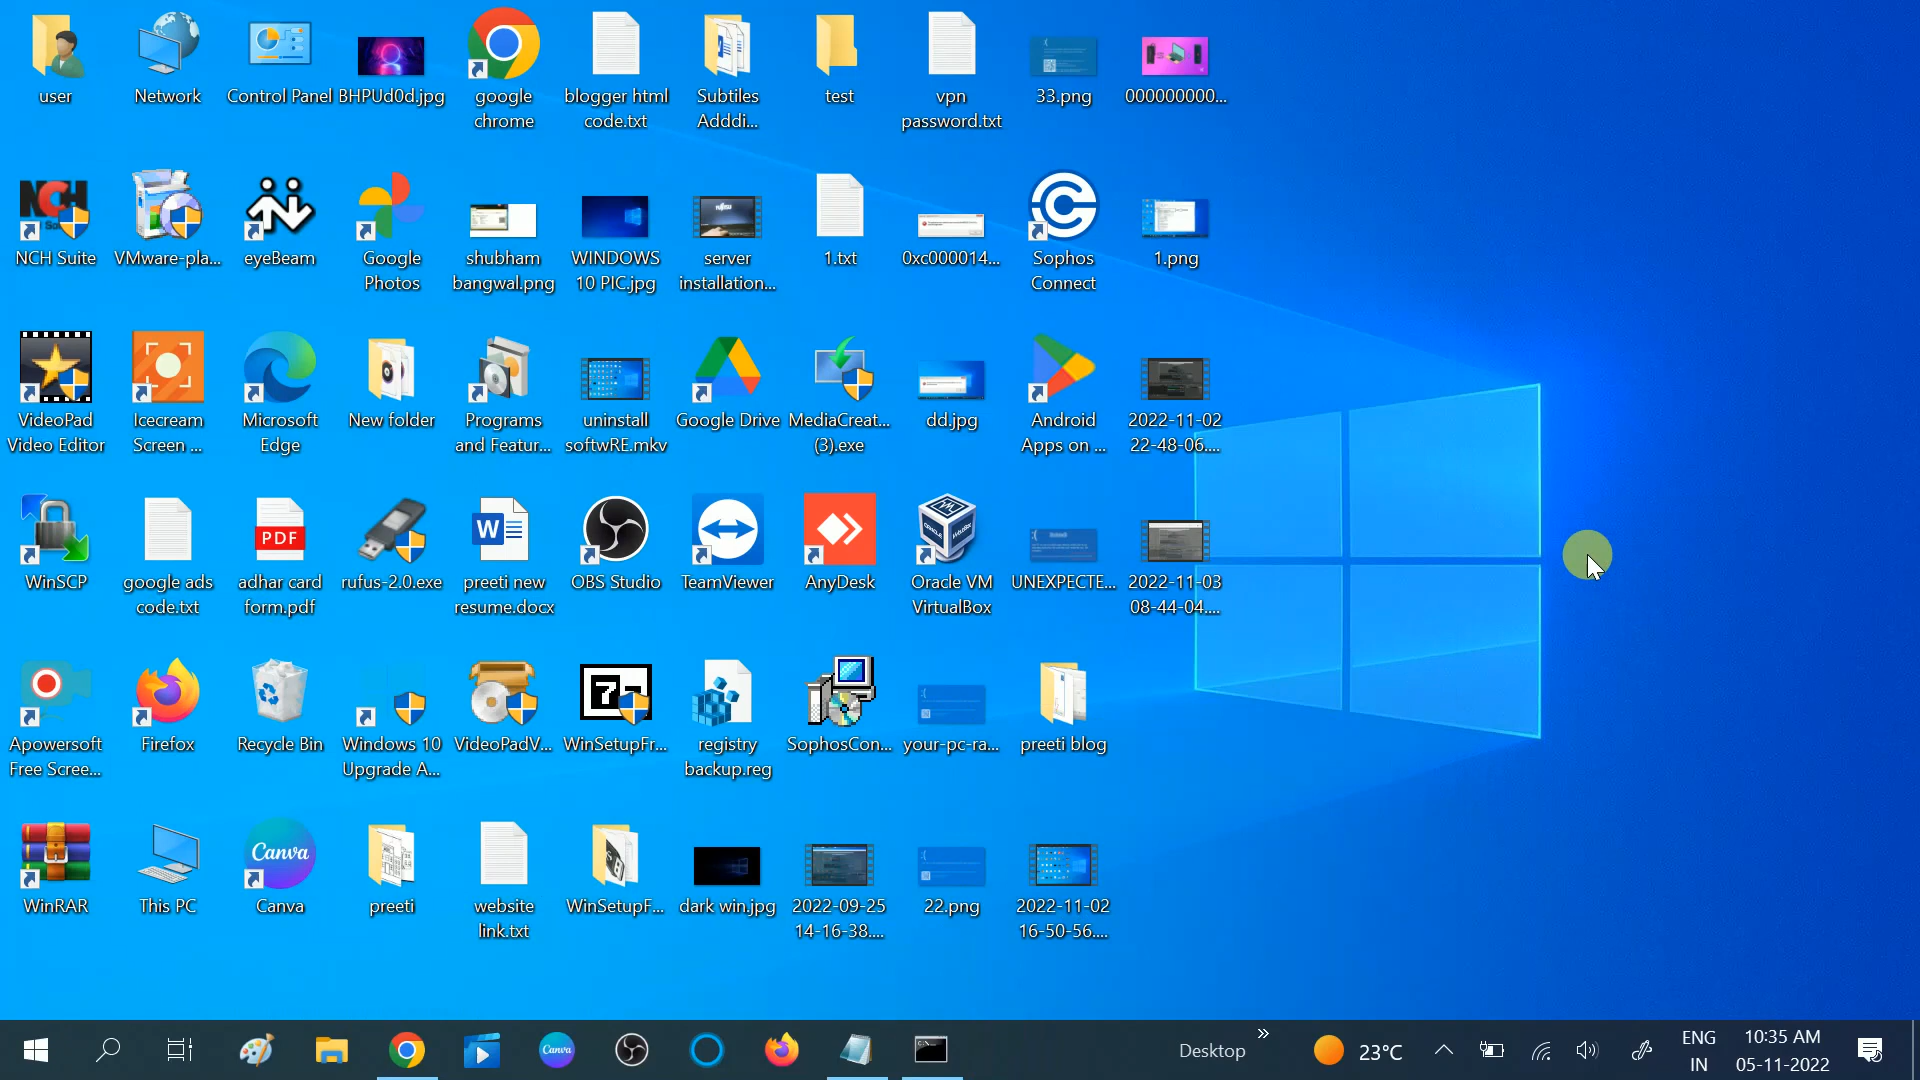 user
Network
Control Panel
BHPUd0d.jpg
google
chrome
blogger html
code.txt
Subtiles
Adddi...
test
vpn
password.txt
33.png
000000000...
NCH Suite
VMware-pla...
eyeBeam
Google
Photos
shubham
bangwal.png
WINDOWS
10 PIC.jpg
server
installation...
1.txt
0xc000014...
Sophos
Connect
1.png
VideoPad
Video Editor
Icecream
Screen ...
Microsoft
Edge
New folder
Programs
and Featur...
uninstall
softwRE.mkv
Google Drive
MediaCreat...
(3).exe
dd.jpg
Android
Apps on ...
2022-11-02
22-48-06....
WinSCP
google ads
code.txt
PDF
adhar card
form.pdf
rufus-2.0.exe
preeti new
resume.docx
OBS Studio
TeamViewer
AnyDesk
Oracle VM
VirtualBox
UNEXPECTE...
2022-11-03
08-44-04....
Apowersoft
Free Scree...
Firefox
Recycle Bin
Windows 10
Upgrade A...
VideoPadV...
WinSetupFr...
registry
backup.reg
SophosCon...
your-pc-ra...
preeti blog
WinRAR
This PC
Canva
Canva
preeti
website
link.txt
WinSetupF...
dark win.jpg
2022-09-25
14-16-38....
22.png
2022-11-02
16-50-56....
Canva
Desktop
23°C
ENG
IN
10:35 AM
05-11-2022